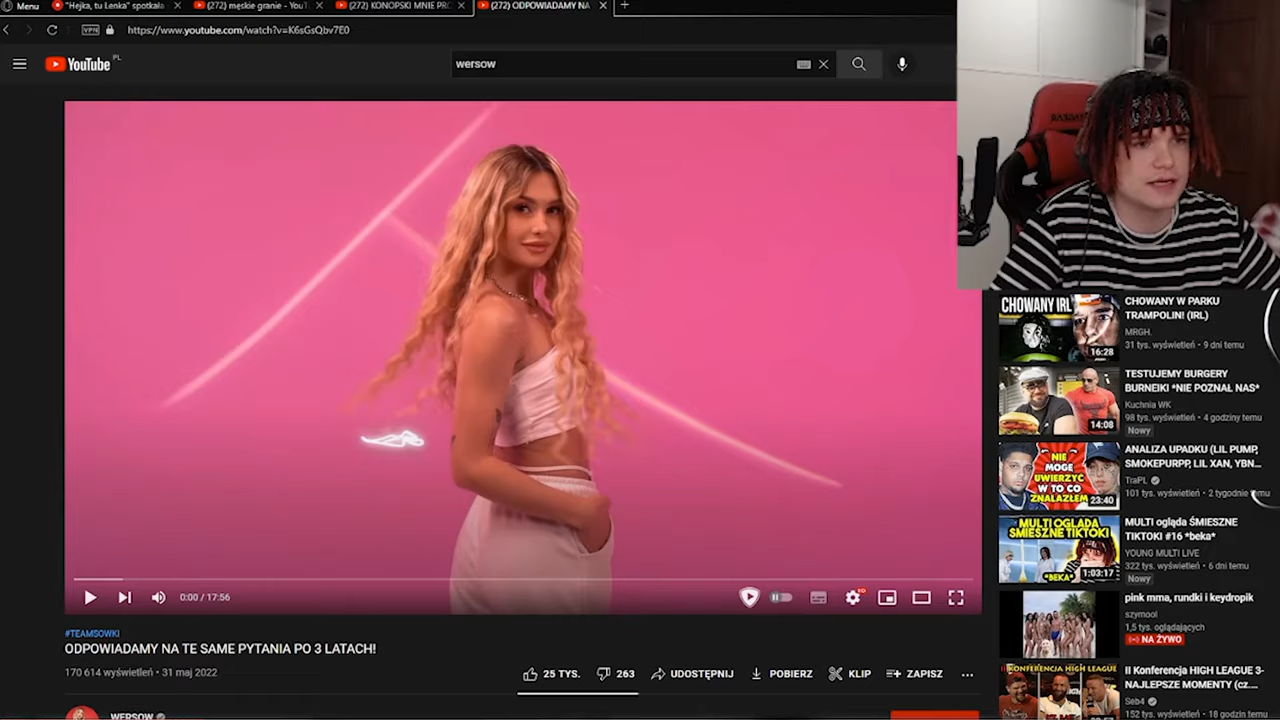 Menu
"Hejka, tu Lenka" spotkała
(272) męskie granie - YouT
(272) KONOPSKI MNIE PRO
(272) ODPOWIADAMY NA
VPN
https://www.youtube.com/watch?v=K6sGsQbv7E0
YouTube PL
wersow
0:00 / 17:56
#TEAMSOWKI
ODPOWIADAMY NA TE SAME PYTANIA PO 3 LATACH!
170 614 wyświetleń • 31 maj 2022
25 TYS.
263
UDOSTĘPNIJ
POBIERZ
KLIP
ZAPISZ
WERSOW
CHOWANY IRL
16:28
CHOWANY W PARKU
TRAMPOLIN! (IRL)
MRGH.
31 tys. wyświetleń • 9 dni temu
14:08
TESTUJEMY BURGERY
BURNEIKI *NIE POZNAŁ NAS*
Kuchnia WK
98 tys. wyświetleń • 4 godziny temu
Nowy
NIE
MOGĘ
UWIERZYĆ
W TO CO
ZNALAZŁEM
23:40
ANALIZA UPADKU (LIL PUMP,
SMOKEPURPP, LIL XAN, YBN...
TraPL
101 tys. wyświetleń • 2 tygodnie temu
MULTI OGLĄDA
ŚMIESZNE TIKTOKI
*BEKA*
1:03:17
MULTI ogląda ŚMIESZNE
TIKTOKI #16 *beka*
YOUNG MULTI LIVE
322 tys. wyświetleń • 6 dni temu
Nowy
pink mma, rundki i keydropik
szymool
1,5 tys. oglądających
NA ŻYWO
II KONFERENCJA HIGH LEAGUE
II Konferencja HIGH LEAGUE 3-
NAJLEPSZE MOMENTY (cz....
Seb4
152 tys. wyświetleń • 18 godzin temu